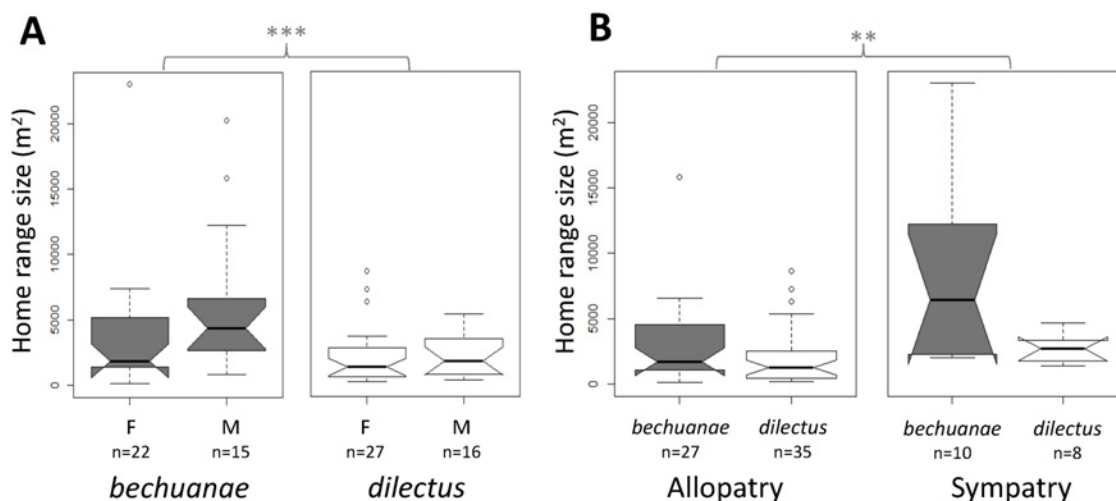 A
***
Home range size (m²)
0
5000
10000
15000
20000
F
n=22
M
n=15
bechuanae
F
n=27
M
n=16
dilectus
B
**
Home range size (m²)
0
5000
10000
15000
20000
bechuanae
n=27
dilectus
n=35
Allopatry
bechuanae
n=10
dilectus
n=8
Sympatry